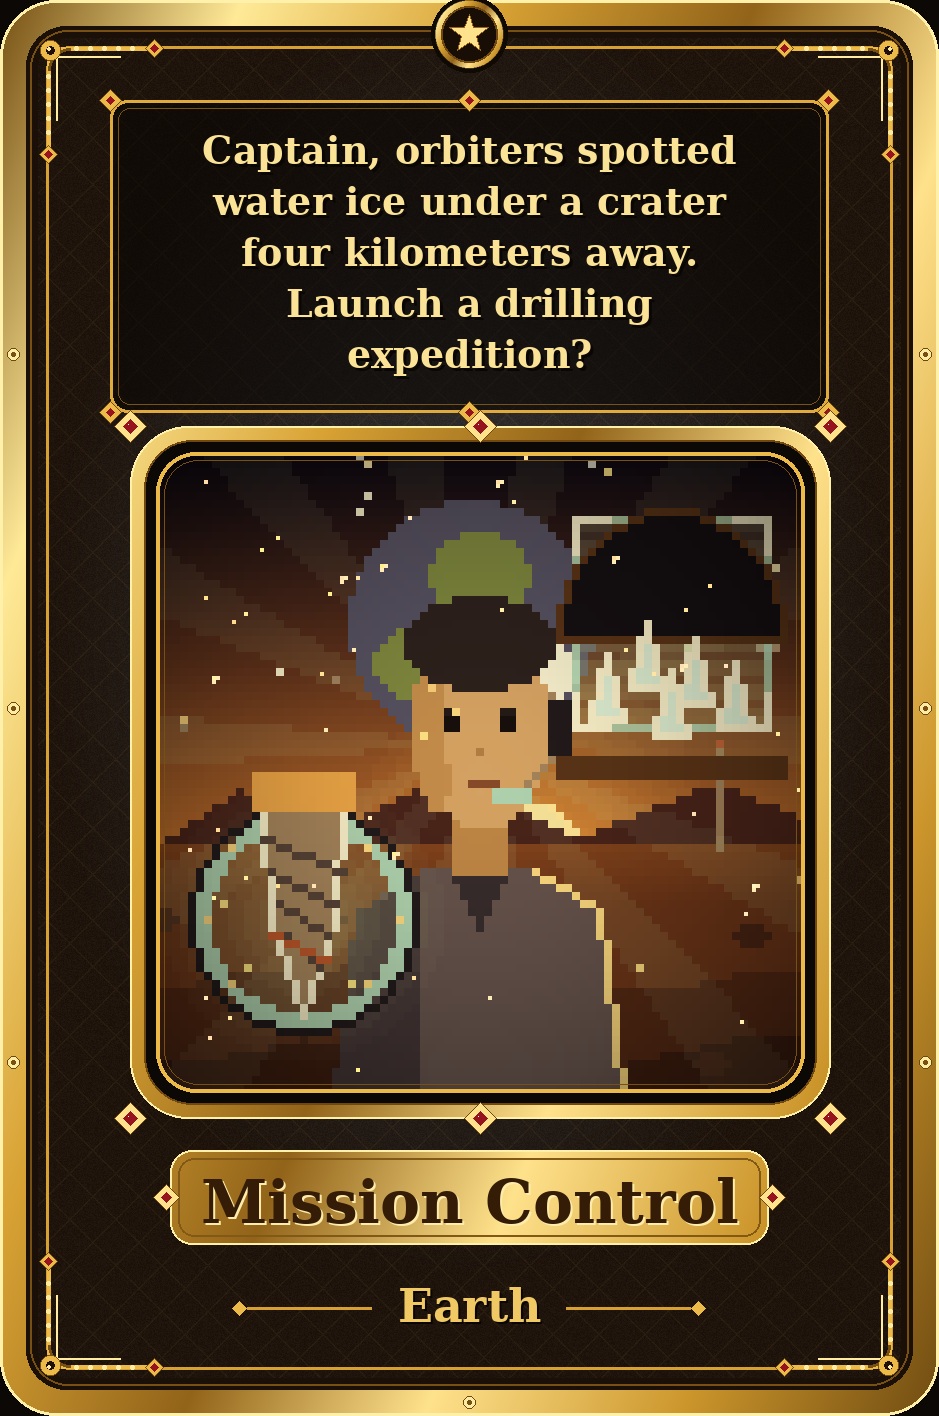 Captain, orbiters spotted
water ice under a crater
four kilometers away.
Launch a drilling
expedition?
Mission Control
Earth